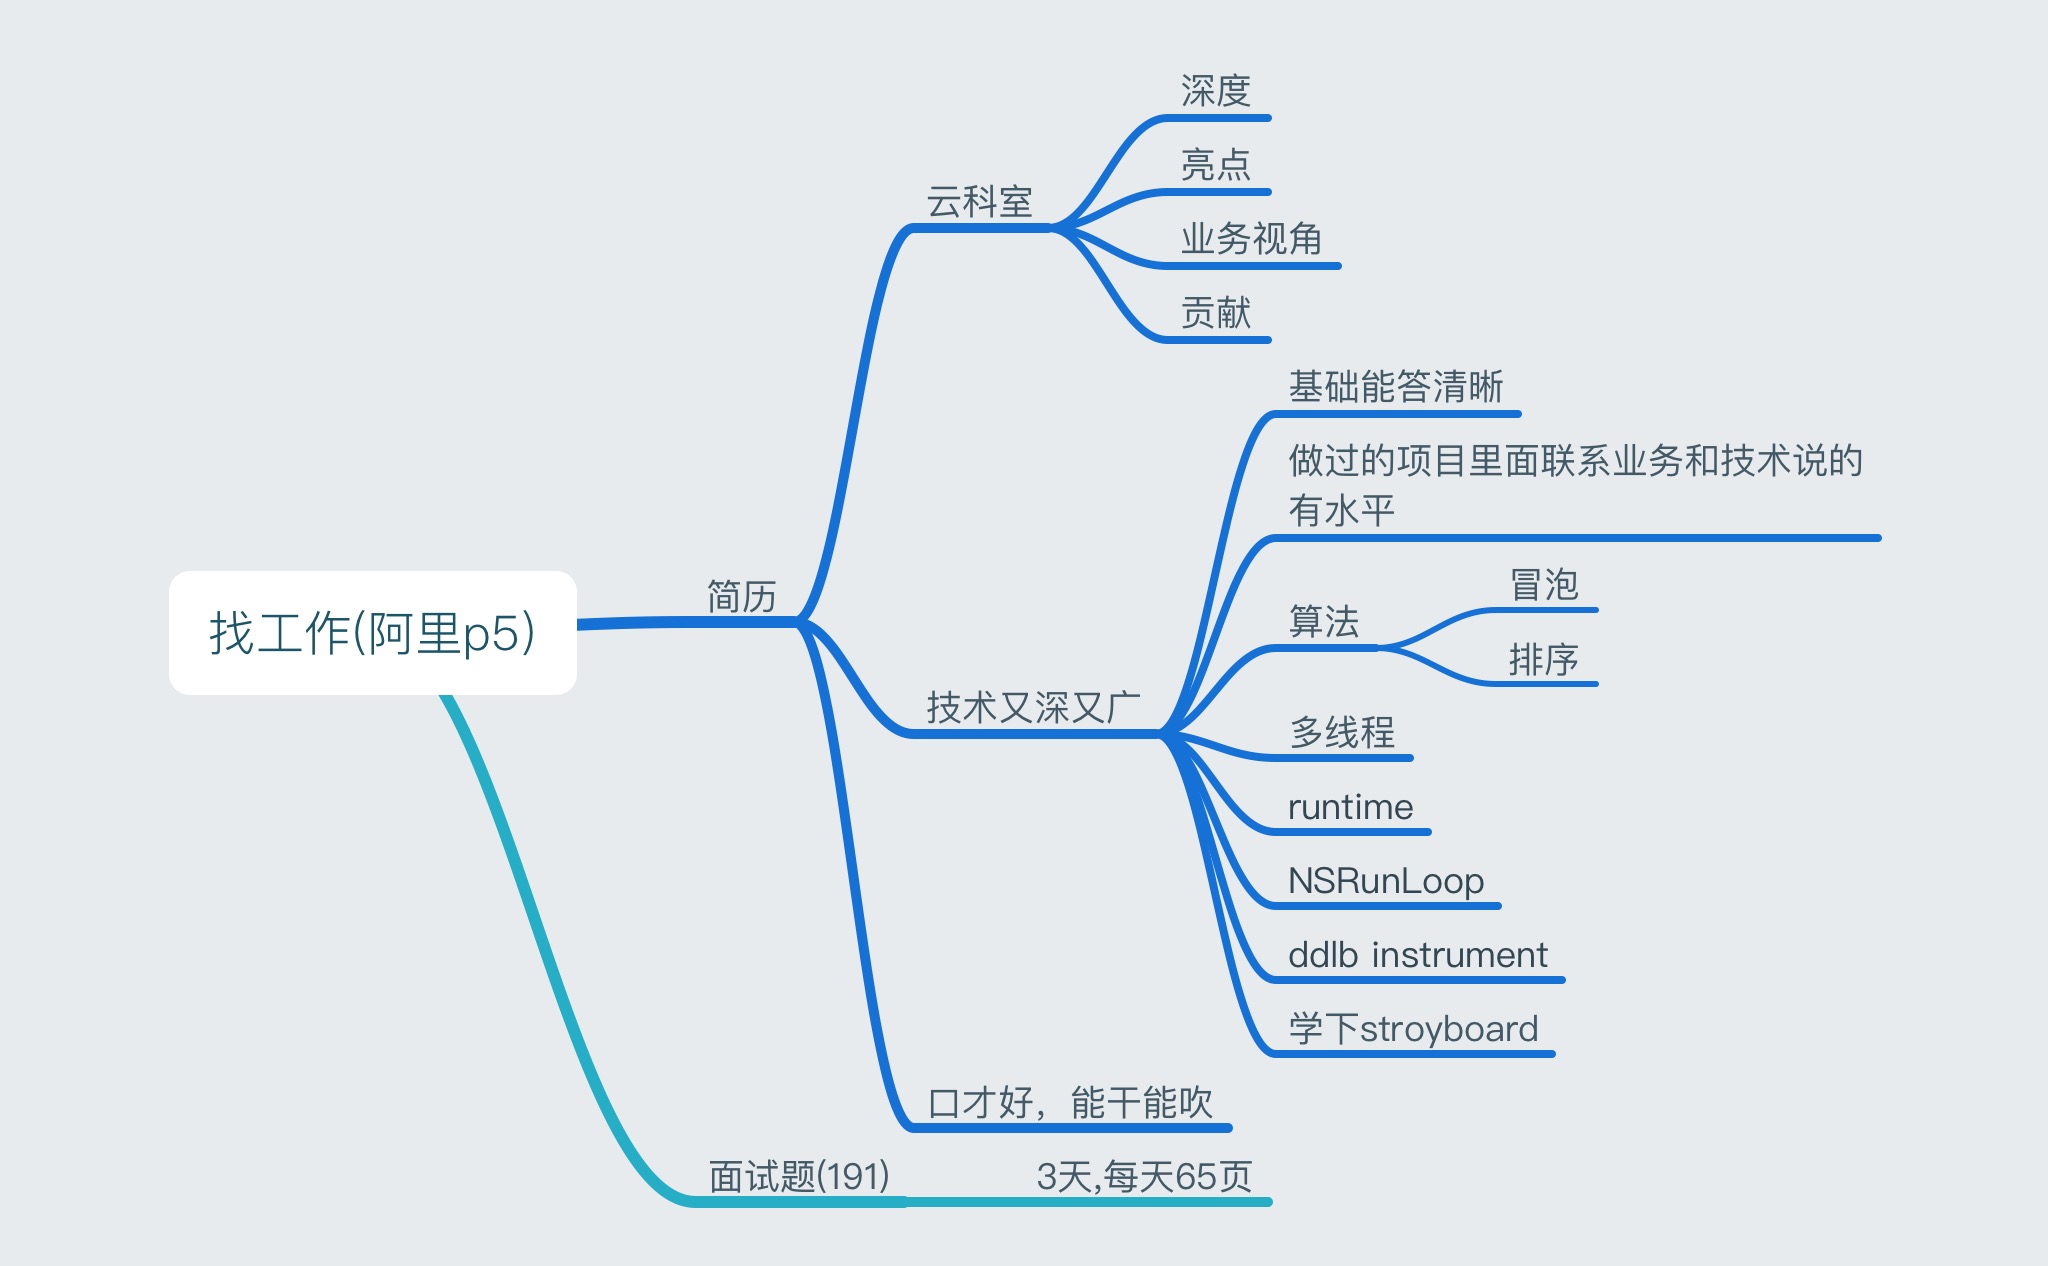 找工作(阿里p5)
简历
云科室
深度
亮点
业务视角
贡献
技术又深又广
基础能答清晰
做过的项目里面联系业务和技术说的
有水平
算法
冒泡
排序
多线程
runtime
NSRunLoop
ddlb instrument
学下stroyboard
口才好，能干能吹
面试题(191)
3天,每天65页